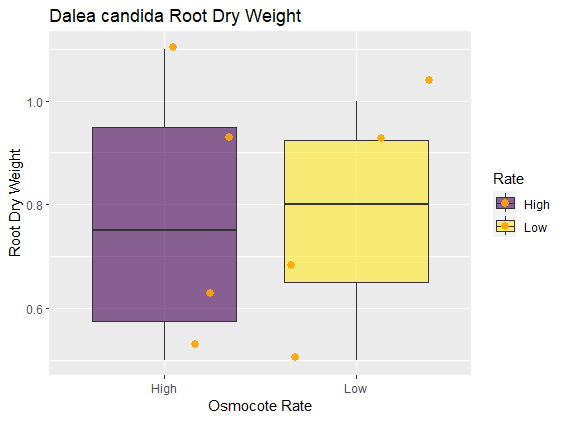 Dalea candida Root Dry Weight
Root Dry Weight
1.0
0.8
0.6
High
Low
Osmocote Rate
Rate
High
Low